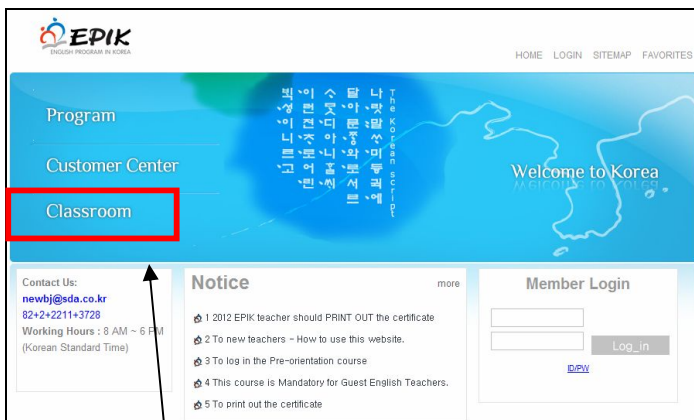 EPIK
ENGLISH PROGRAM IN KOREA
HOME LOGIN SITEMAP FAVORITES
Program
Customer Center
Classroom
The Korean script
Welcome to Korea
Contact Us:
newbj@sda.co.kr
82+2+2211+3728
Working Hours : 8 AM ~ 6 PM
(Korean Standard Time)
Notice more
1 2012 EPIK teacher should PRINT OUT the certificate
2 To new teachers - How to use this website.
3 To log in the Pre-orientation course
4 This course is Mandatory for Guest English Teachers.
5 To print out the certificate
Member Login
Log_in
ID/PW